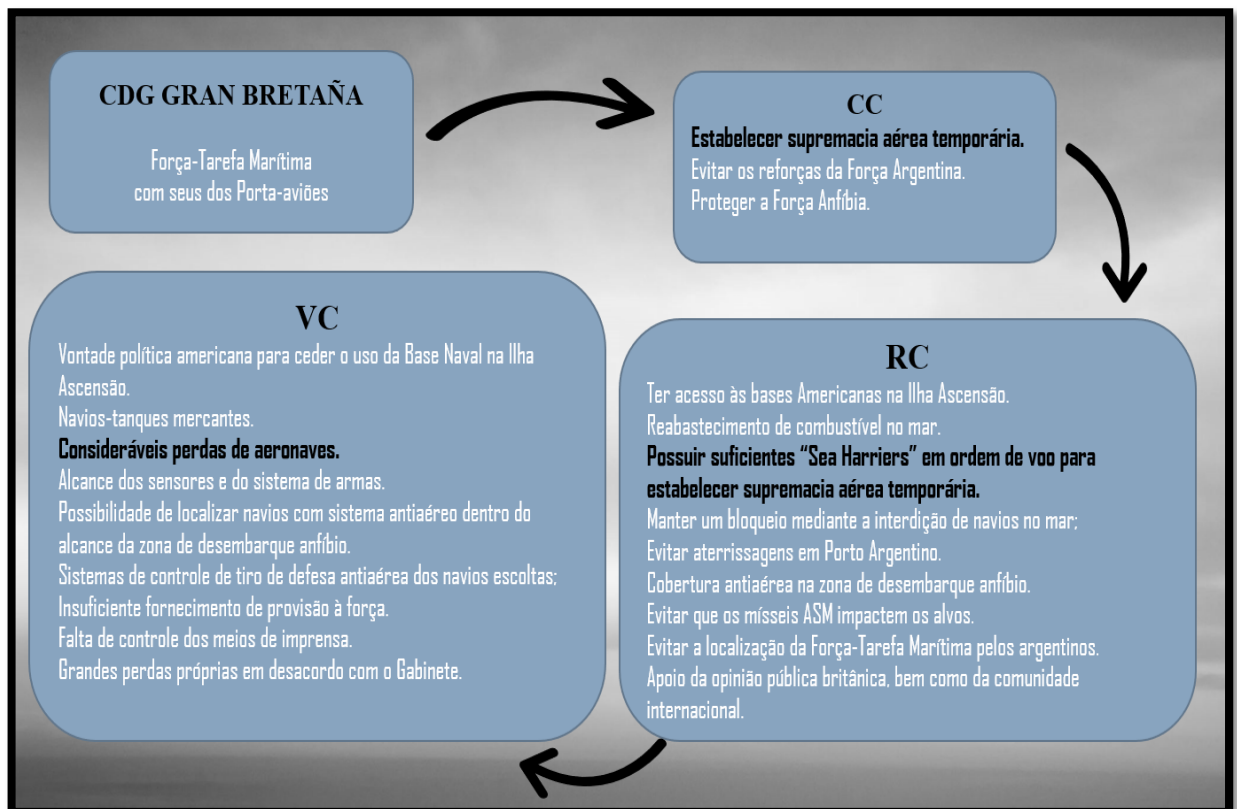 CDG GRAN BRETAÑA
Força-Tarefa Marítima
com seus dos Porta-aviões
CC
Estabelecer supremacia aérea temporária.
Evitar os reforças da Força Argentina.
Proteger a Força Anfíbia.
RC
Ter acesso às bases Americanas na Ilha Ascensão.
Reabastecimento de combustível no mar.
Possuir suficientes “Sea Harriers” em ordem de voo para
estabelecer supremacia aérea temporária.
Manter um bloqueio mediante a interdição de navios no mar;
Evitar aterrissagens em Porto Argentino.
Cobertura antiaérea na zona de desembarque anfíbio.
Evitar que os mísseis ASM impactem os alvos.
Evitar a localização da Força-Tarefa Marítima pelos argentinos.
Apoio da opinião pública britânica, bem como da comunidade
internacional.
VC
Vontade política americana para ceder o uso da Base Naval na Ilha
Ascensão.
Navios-tanques mercantes.
Consideráveis perdas de aeronaves.
Alcance dos sensores e do sistema de armas.
Possibilidade de localizar navios com sistema antiaéreo dentro do
alcance da zona de desembarque anfíbio.
Sistemas de controle de tiro de defesa antiaérea dos navios escoltas;
Insuficiente fornecimento de provisão à força.
Falta de controle dos meios de imprensa.
Grandes perdas próprias em desacordo com o Gabinete.